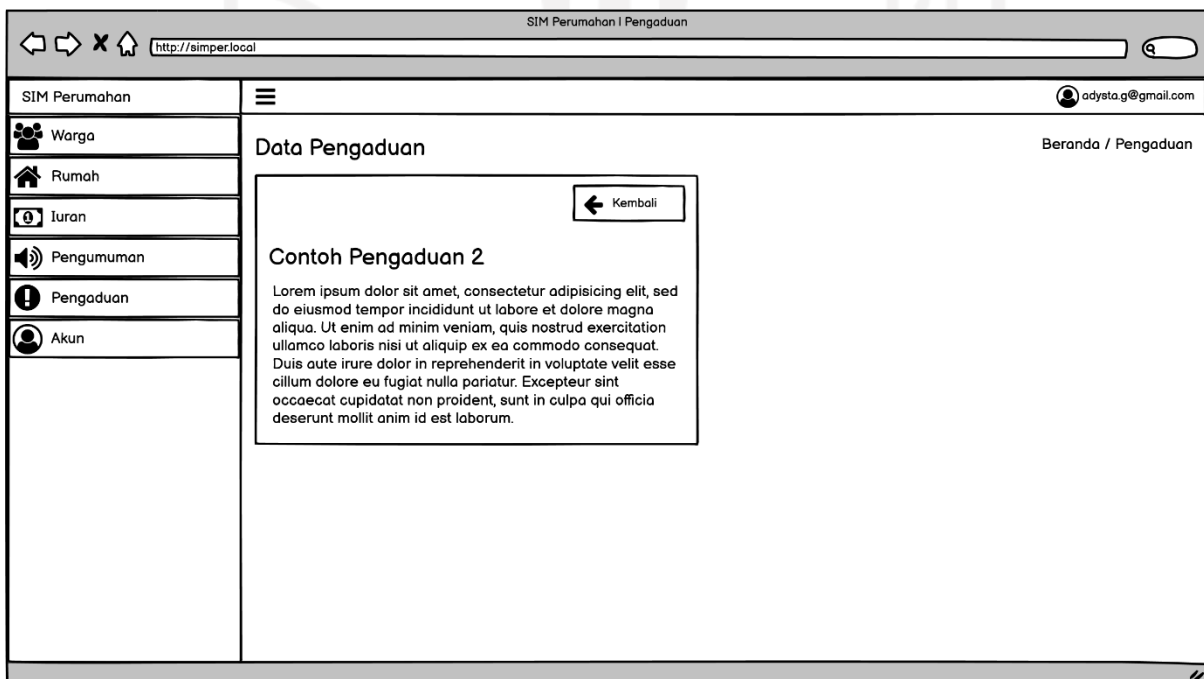 SIM Perumahan | Pengaduan
http://simper.local
SIM Perumahan
adysta.g@gmail.com
Warga
Rumah
Iuran
Pengumuman
Pengaduan
Akun
Data Pengaduan
Beranda / Pengaduan
Kembali
Contoh Pengaduan 2
Lorem ipsum dolor sit amet, consectetur adipisicing elit, sed
do eiusmod tempor incididunt ut labore et dolore magna
aliqua. Ut enim ad minim veniam, quis nostrud exercitation
ullamco laboris nisi ut aliquip ex ea commodo consequat.
Duis aute irure dolor in reprehenderit in voluptate velit esse
cillum dolore eu fugiat nulla pariatur. Excepteur sint
occaecat cupidatat non proident, sunt in culpa qui officia
deserunt mollit anim id est laborum.